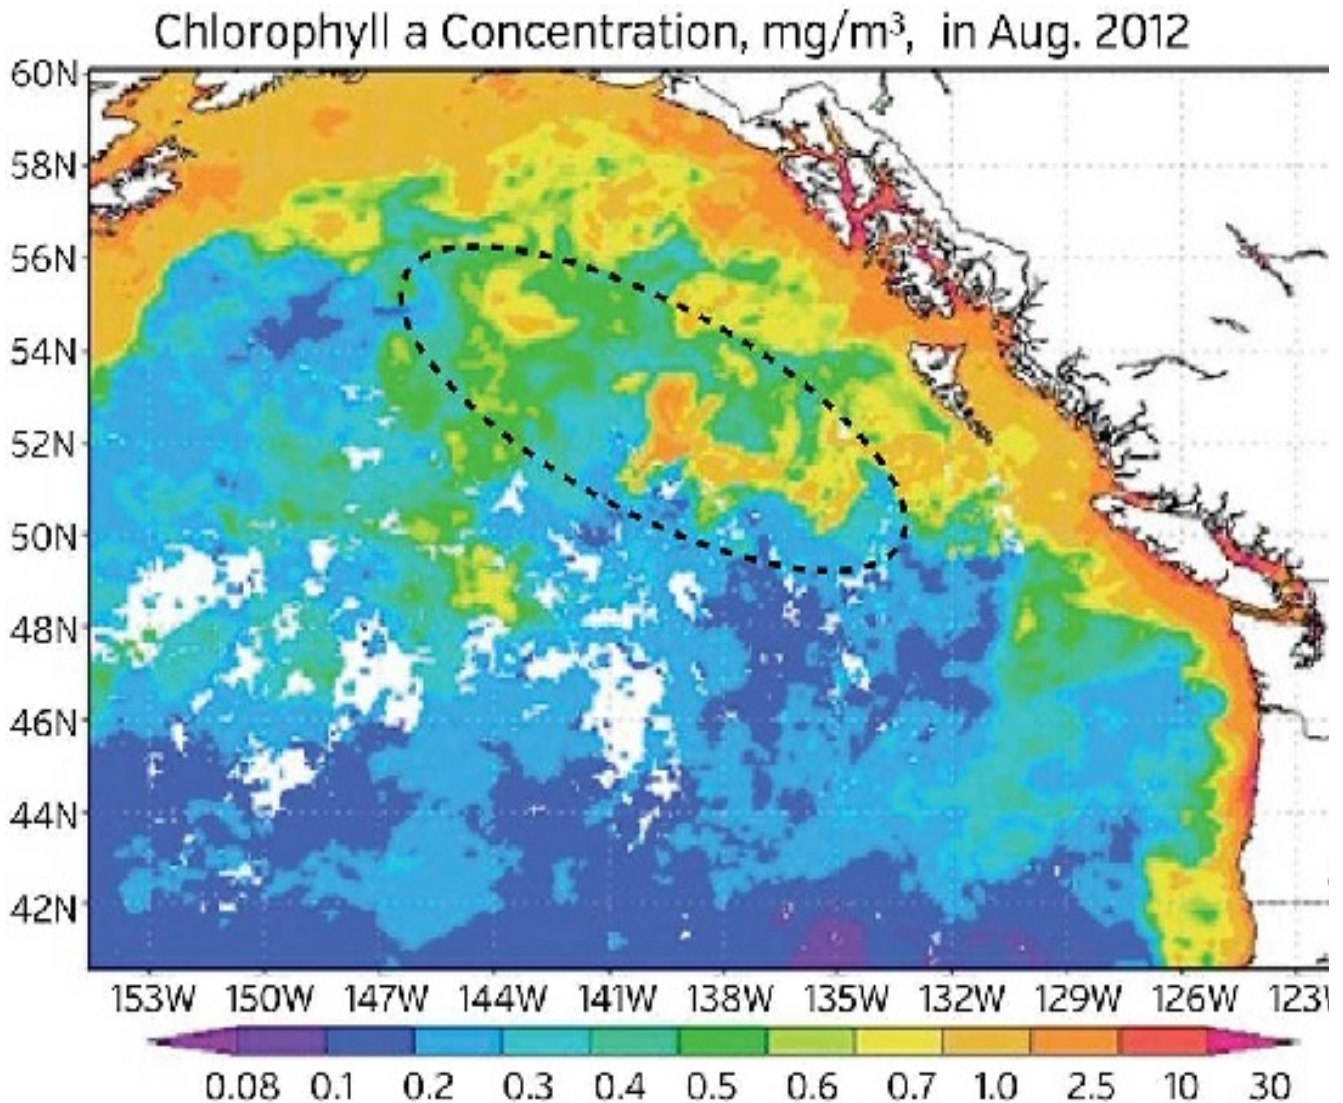 Chlorophyll a Concentration, mg/m³, in Aug. 2012
60N
58N
56N
54N
52N
50N
48N
46N
44N
42N
153W 150W 147W 144W 141W 138W 135W 132W 129W 126W 123W
0.08 0.1 0.2 0.3 0.4 0.5 0.6 0.7 1.0 2.5 10 30